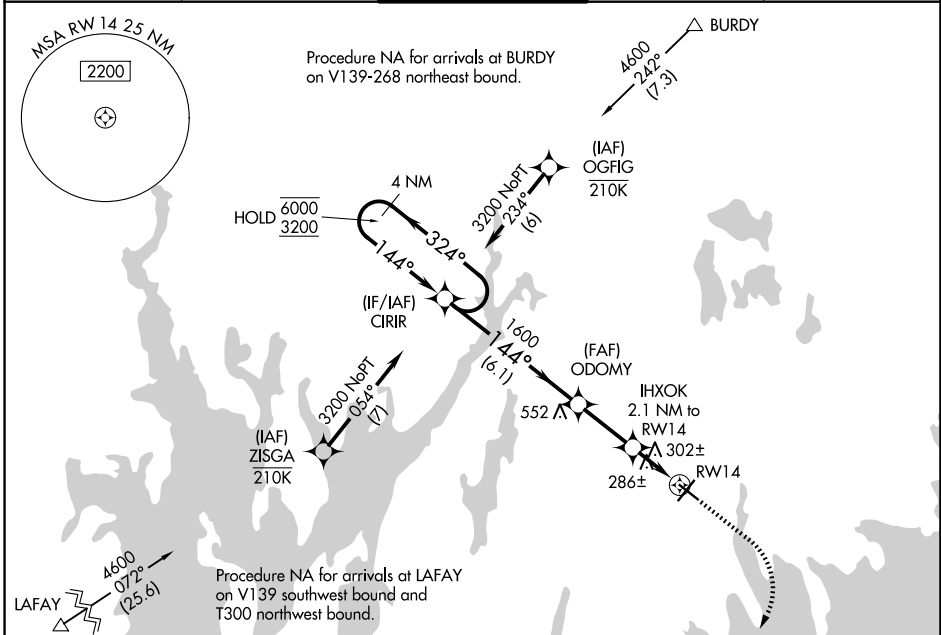 MSA RW 14 25 NM
2200
Procedure NA for arrivals at BURDY
on V139-268 northeast bound.
BURDY
4600
242°
(7.3)
(IAF)
OGFIG
210K
3200 NoPT
234°
(6)
4 NM
HOLD 6000
3200
324°
144°
(IF/IAF)
CIRIR
1600
144°
(6.1)
(FAF)
ODOMY
552
IHXOK
2.1 NM to
RW14
302±
286±
RW14
3200 NoPT
054°
(7)
(IAF)
ZISGA
210K
4600
072°
(25.6)
LAFAY
Procedure NA for arrivals at LAFAY
on V139 southwest bound and
T300 northwest bound.